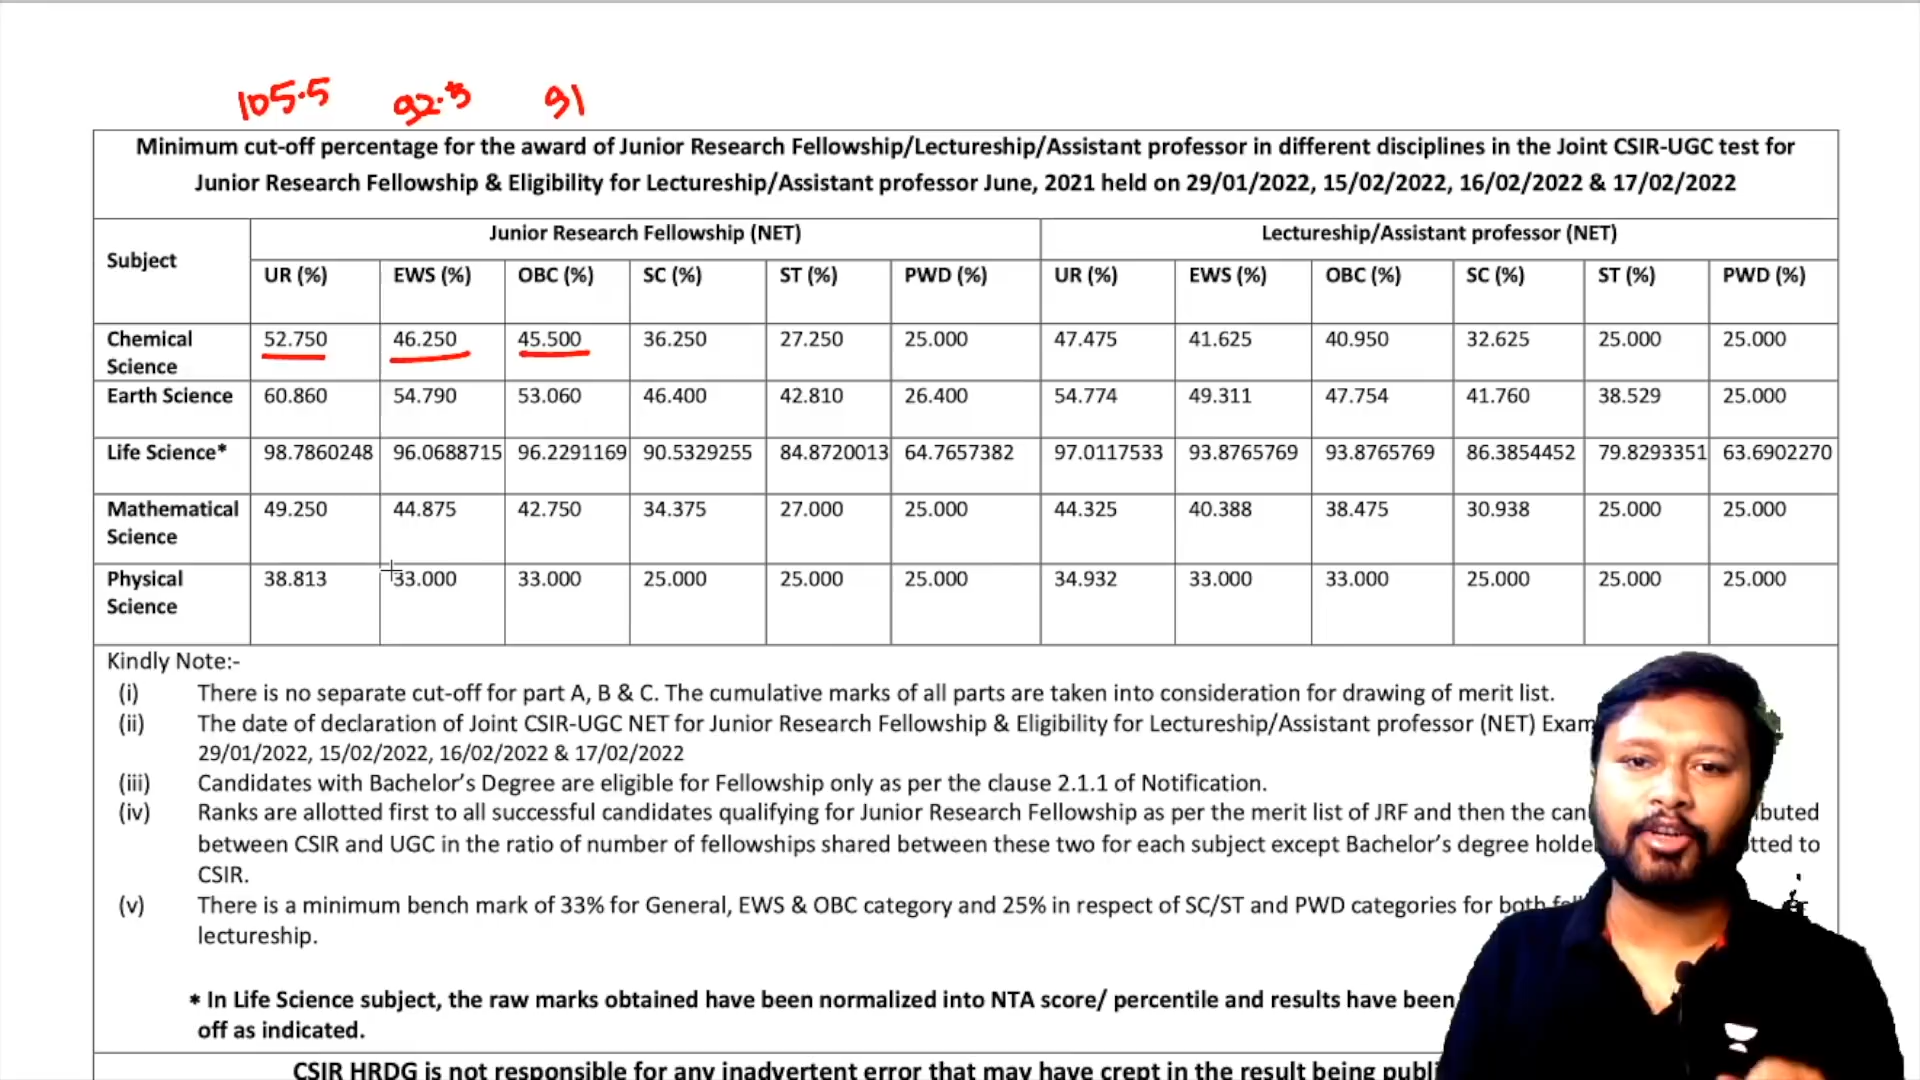 105.5 92.5 91
Minimum cut-off percentage for the award of Junior Research Fellowship/Lectureship/Assistant professor in different disciplines in the Joint CSIR-UGC test for
Junior Research Fellowship & Eligibility for Lectureship/Assistant professor June, 2021 held on 29/01/2022, 15/02/2022, 16/02/2022 & 17/02/2022
Subject Junior Research Fellowship (NET) Lectureship/Assistant professor (NET)
UR (%) EWS (%) OBC (%) SC (%) ST (%) PWD (%) UR (%) EWS (%) OBC (%) SC (%) ST (%) PWD (%)
Chemical 52.750 46.250 45.500 36.250 27.250 25.000 47.475 41.625 40.950 32.625 25.000 25.000
Science
Earth Science 60.860 54.790 53.060 46.400 42.810 26.400 54.774 49.311 47.754 41.760 38.529 25.000
Life Science* 98.7860248 96.0688715 96.2291169 90.5329255 84.8720013 64.7657382 97.0117533 93.8765769 93.8765769 86.3854452 79.8293351 63.6902270
Mathematical 49.250 44.875 42.750 34.375 27.000 25.000 44.325 40.388 38.475 30.938 25.000 25.000
Science
Physical 38.813 33.000 33.000 25.000 25.000 25.000 34.932 33.000 33.000 25.000 25.000 25.000
Science
Kindly Note:-
(i) There is no separate cut-off for part A, B & C. The cumulative marks of all parts are taken into consideration for drawing of merit list.
(ii) The date of declaration of Joint CSIR-UGC NET for Junior Research Fellowship & Eligibility for Lectureship/Assistant professor (NET) Exam
29/01/2022, 15/02/2022, 16/02/2022 & 17/02/2022
(iii) Candidates with Bachelor's Degree are eligible for Fellowship only as per the clause 2.1.1 of Notification.
(iv) Ranks are allotted first to all successful candidates qualifying for Junior Research Fellowship as per the merit list of JRF and then the
between CSIR and UGC in the ratio of number of fellowships shared between these two for each subject except Bachelor's degree to
CSIR.
(v) There is a minimum bench mark of 33% for General, EWS & OBC category and 25% in respect of SC/ST and PWD categories for both
lectureship.
* In Life Science subject, the raw marks obtained have been normalized into NTA score/ percentile and results have been
off as indicated.
CSIR HRDG is not responsible for any inadvertent error that may have crept in the result being